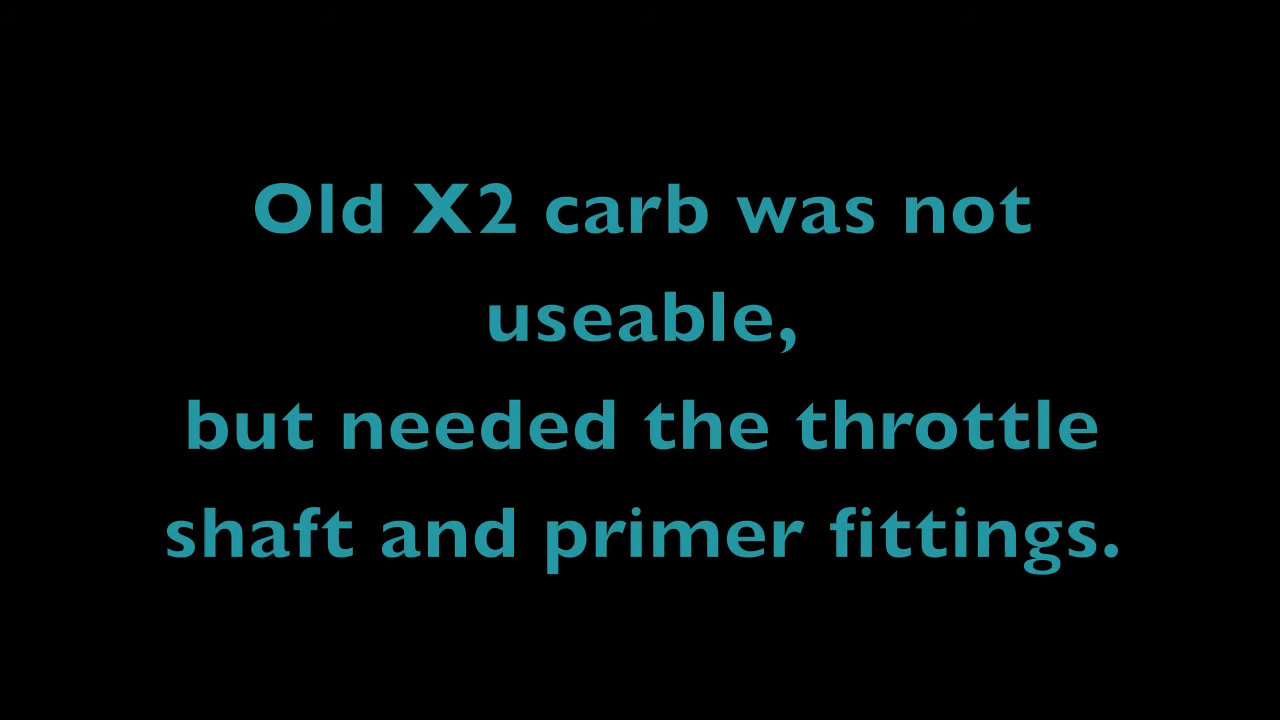 Old X2 carb was not
useable,
but needed the throttle
shaft and primer fittings.